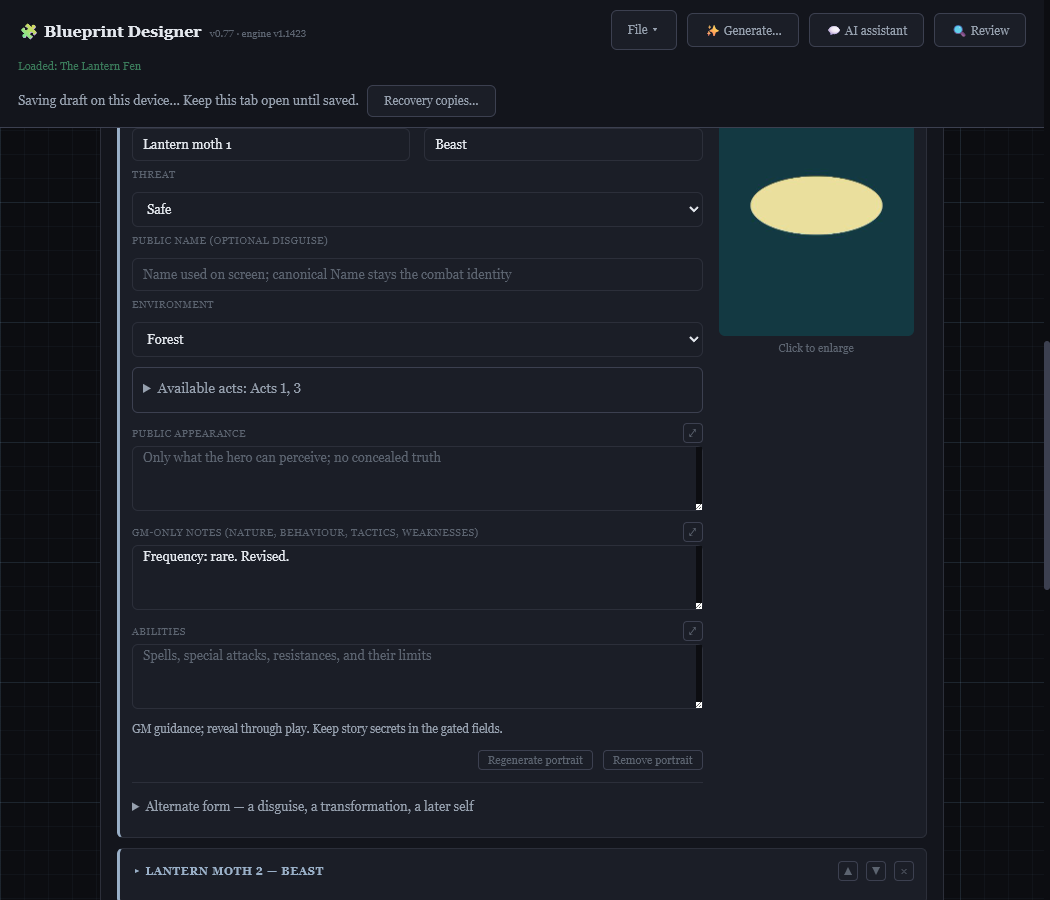 Blueprint Designer v0.77 · engine v1.1423
File ▾
✨ Generate...
💬 AI assistant
🔍 Review
Loaded: The Lantern Fen
Saving draft on this device... Keep this tab open until saved.
Recovery copies...
Lantern moth 1
Beast
THREAT
Safe
PUBLIC NAME (OPTIONAL DISGUISE)
Name used on screen; canonical Name stays the combat identity
ENVIRONMENT
Forest
Click to enlarge
▶ Available acts: Acts 1, 3
PUBLIC APPEARANCE
Only what the hero can perceive; no concealed truth
GM-ONLY NOTES (NATURE, BEHAVIOUR, TACTICS, WEAKNESSES)
Frequency: rare. Revised.
ABILITIES
Spells, special attacks, resistances, and their limits
GM guidance; reveal through play. Keep story secrets in the gated fields.
Regenerate portrait
Remove portrait
▶ Alternate form — a disguise, a transformation, a later self
▸ LANTERN MOTH 2 — BEAST